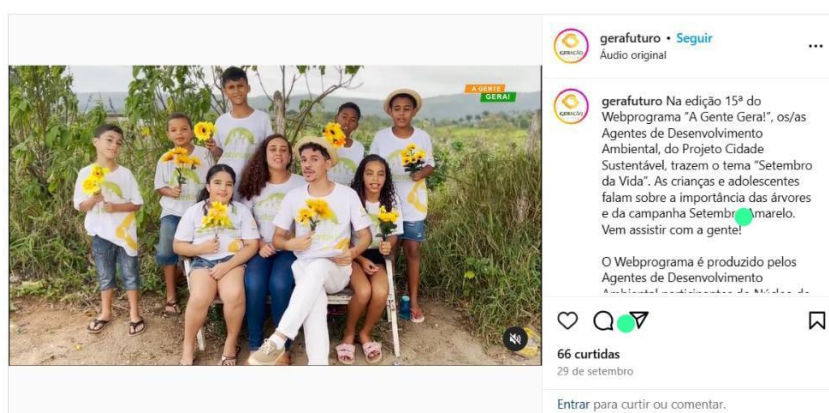 A GENTE
GERA!
gerafuturo • Seguir
Áudio original
gerafuturo Na edição 15ª do
Webprograma "A Gente Gera!", os/as
Agentes de Desenvolvimento
Ambiental, do Projeto Cidade
Sustentável, trazem o tema "Setembro
da Vida". As crianças e adolescentes
falam sobre a importância das árvores
e da campanha Setembro Amarelo.
Vem assistir com a gente!
O Webprograma é produzido pelos
Agentes de Desenvolvimento
66 curtidas
29 de setembro
Entrar para curtir ou comentar.